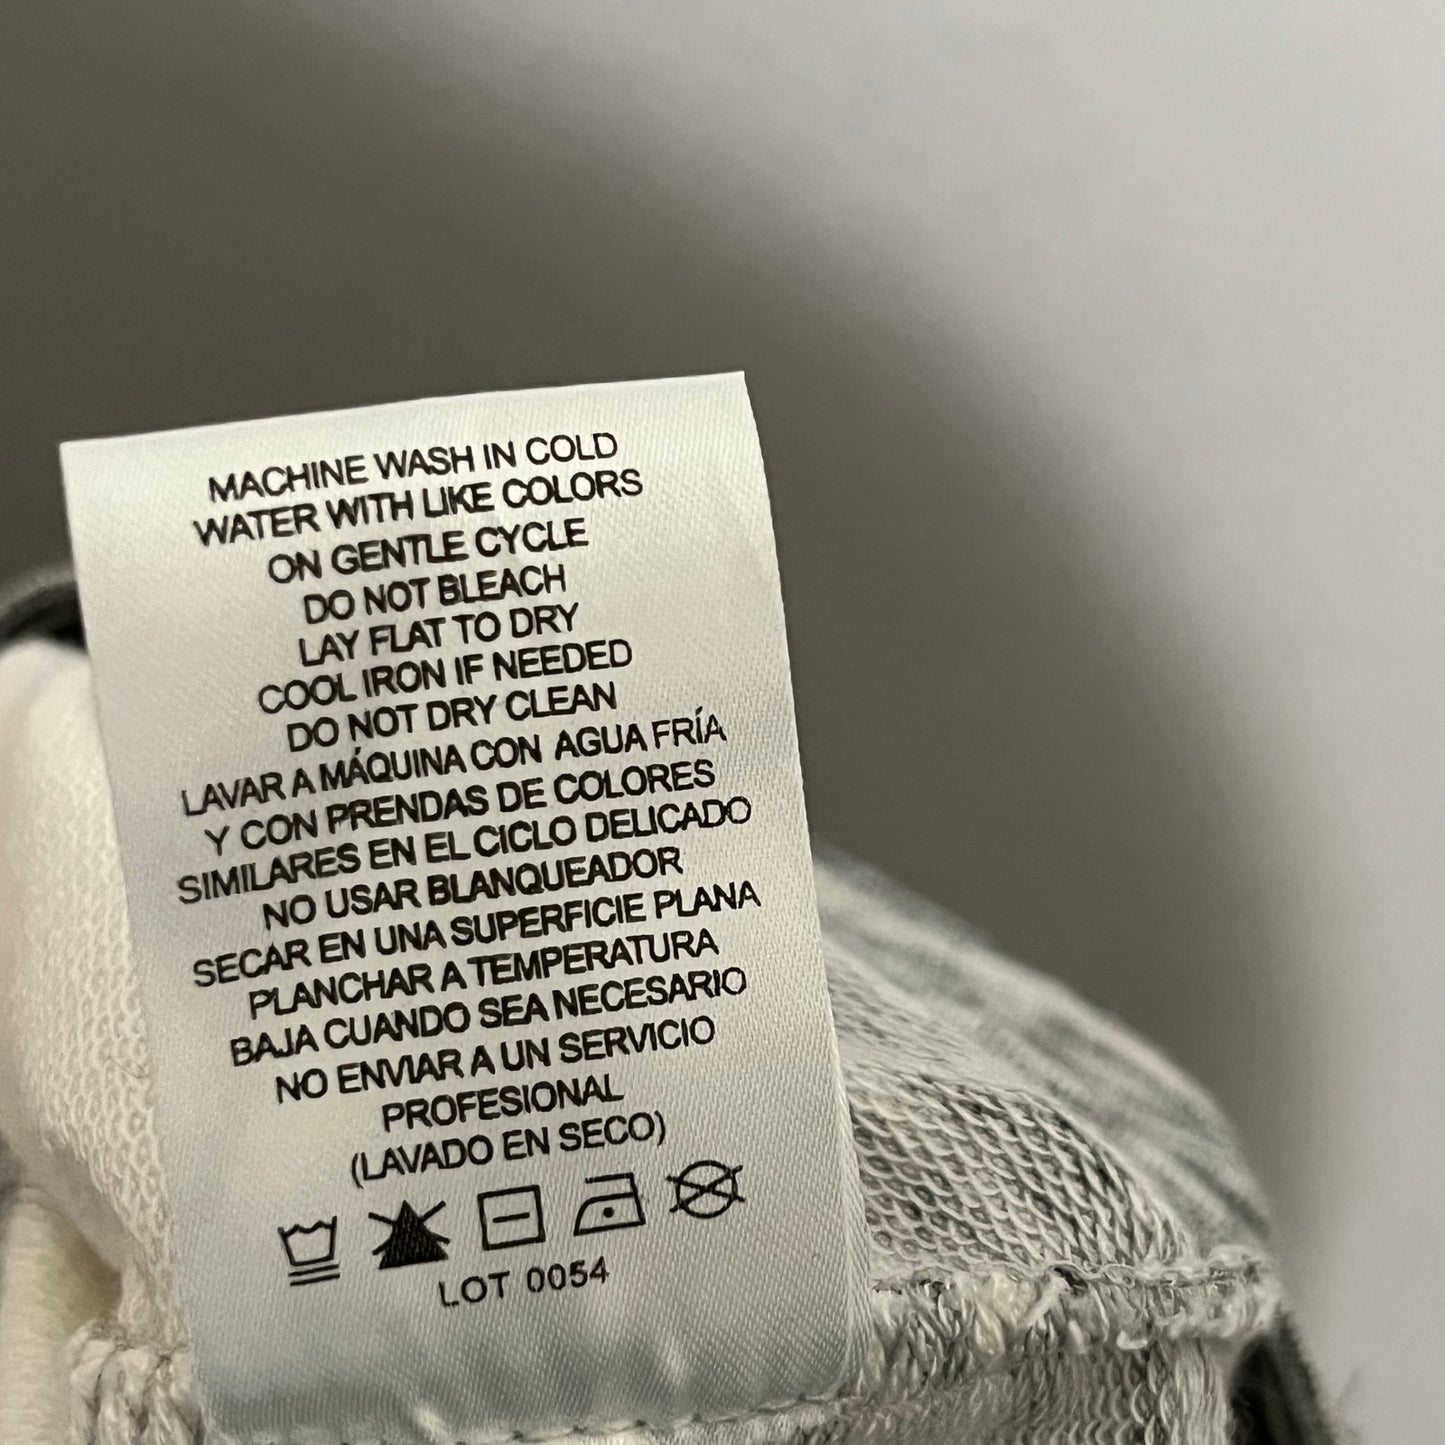 MACHINE WASH IN COLD
WATER WITH LIKE COLORS
ON GENTLE CYCLE
DO NOT BLEACH
LAY FLAT TO DRY
COOL IRON IF NEEDED
DO NOT DRY CLEAN
LAVAR A MÁQUINA CON AGUA FRÍA
Y CON PRENDAS DE COLORES
SIMILARES EN EL CICLO DELICADO
NO USAR BLANQUEADOR
SECAR EN UNA SUPERFICIE PLANA
PLANCHAR A TEMPERATURA
BAJA CUANDO SEA NECESARIO
NO ENVIAR A UN SERVICIO
PROFESIONAL
(LAVADO EN SECO)
LOT 0054